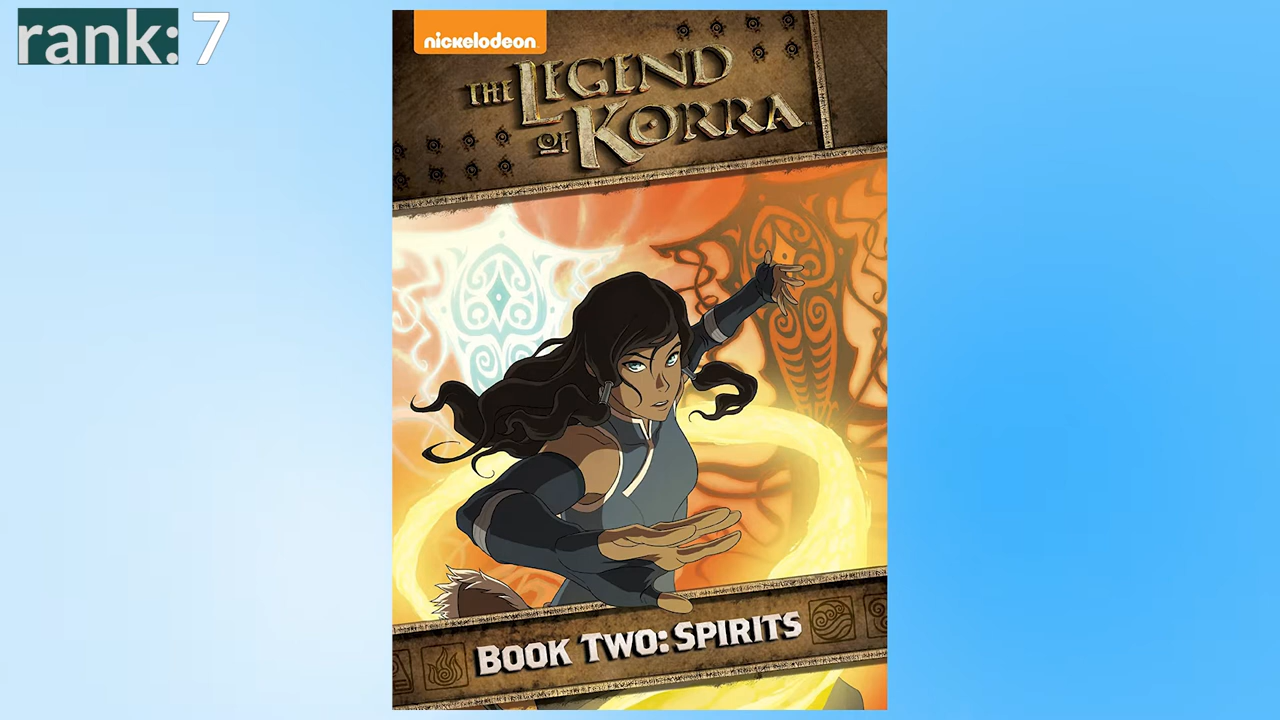 rank: 7
nickelodeon
THE LEGEND
OF KORRA
BOOK TWO: SPIRITS